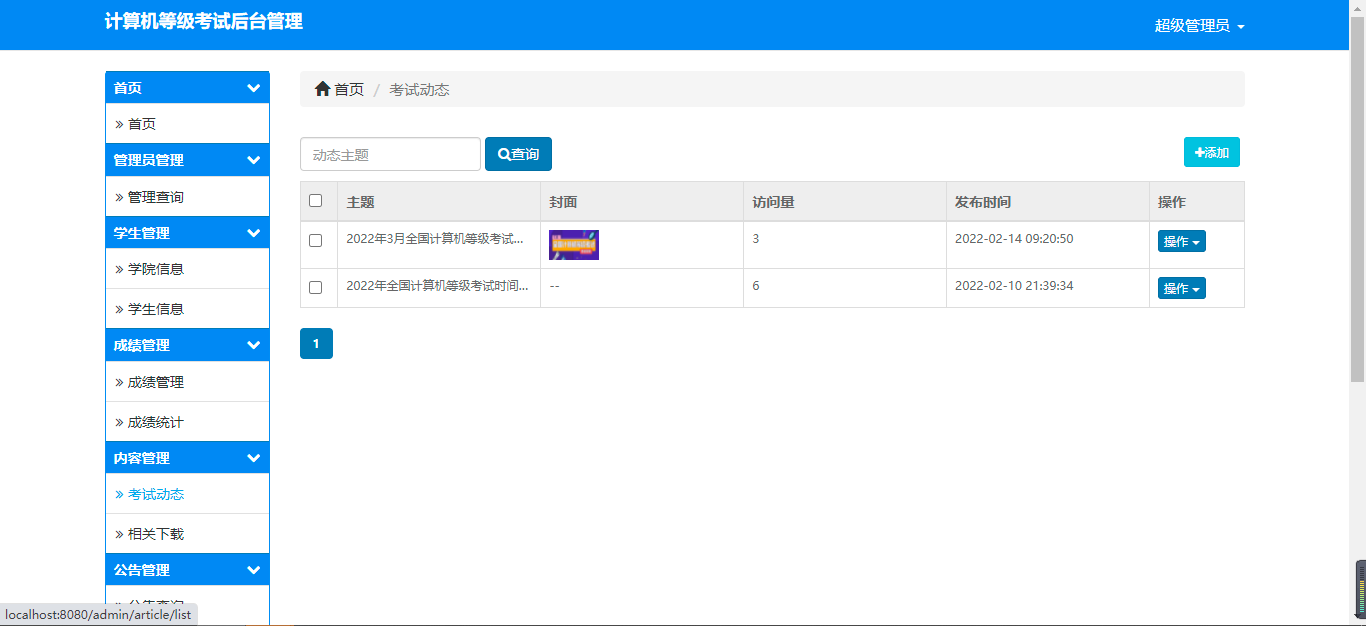 计算机等级考试后台管理
超级管理员
首页
首页
管理员管理
管理查询
学生管理
学院信息
学生信息
成绩管理
成绩管理
成绩统计
内容管理
考试动态
相关下载
公告管理
公告查询
首页 / 考试动态
动态主题 查询 添加
主题 封面 访问量 发布时间 操作
2022年3月全国计算机等级考试... 3 2022-02-14 09:20:50 操作
2022年全国计算机等级考试时间... -- 6 2022-02-10 21:39:34 操作
1
localhost:8080/admin/article/list